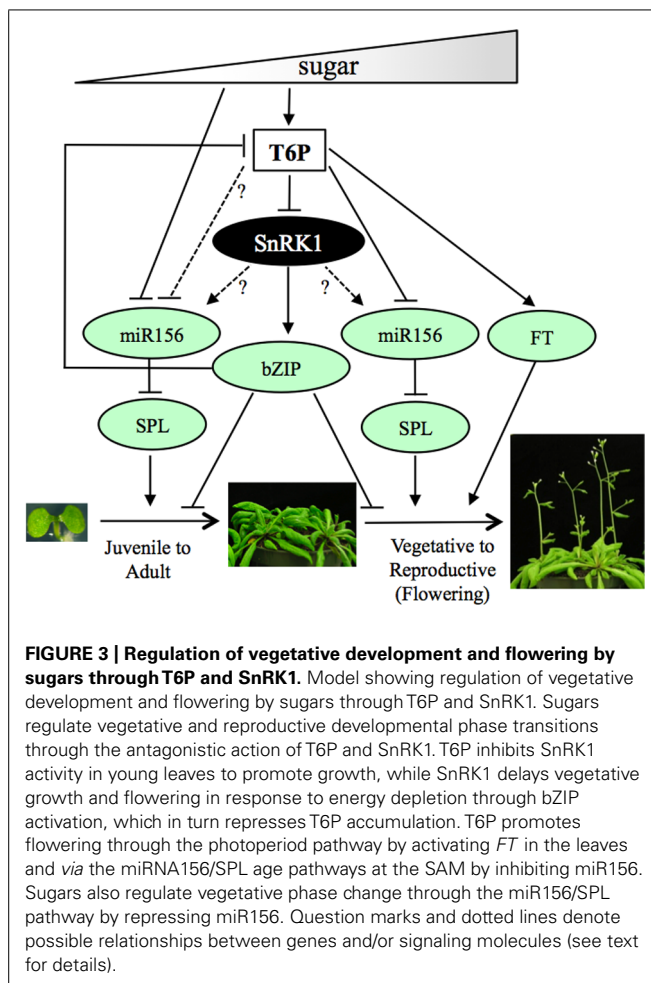 sugar
T6P
?
SnRK1
? ?
miR156 miR156 FT
bZIP
SPL SPL
Juvenile to
Adult
Vegetative to
Reproductive
(Flowering)
FIGURE 3 | Regulation of vegetative development and flowering by
sugars through T6P and SnRK1. Model showing regulation of vegetative
development and flowering by sugars through T6P and SnRK1. Sugars
regulate vegetative and reproductive developmental phase transitions
through the antagonistic action of T6P and SnRK1. T6P inhibits SnRK1
activity in young leaves to promote growth, while SnRK1 delays vegetative
growth and flowering in response to energy depletion through bZIP
activation, which in turn represses T6P accumulation. T6P promotes
flowering through the photoperiod pathway by activating FT in the leaves
and via the miRNA156/SPL age pathways at the SAM by inhibiting miR156.
Sugars also regulate vegetative phase change through the miR156/SPL
pathway by repressing miR156. Question marks and dotted lines denote
possible relationships between genes and/or signaling molecules (see text
for details).